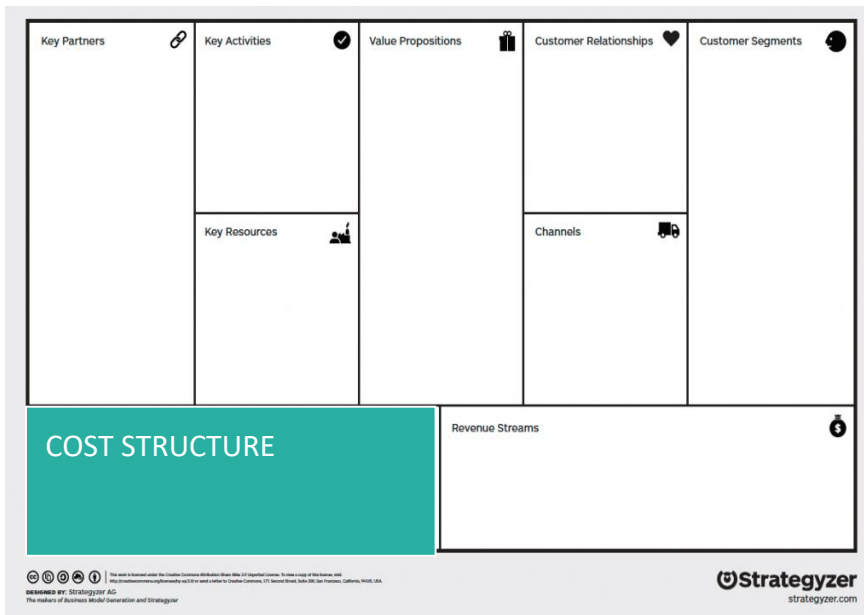 Key Partners
Key Activities
Value Propositions
Customer Relationships
Customer Segments
Key Resources
Channels
COST STRUCTURE
Revenue Streams
$
cc
DESIGNED BY: Strategyzer AG
The makers of Business Model Generation and Strategyzer
Strategyzer
strategyzer.com